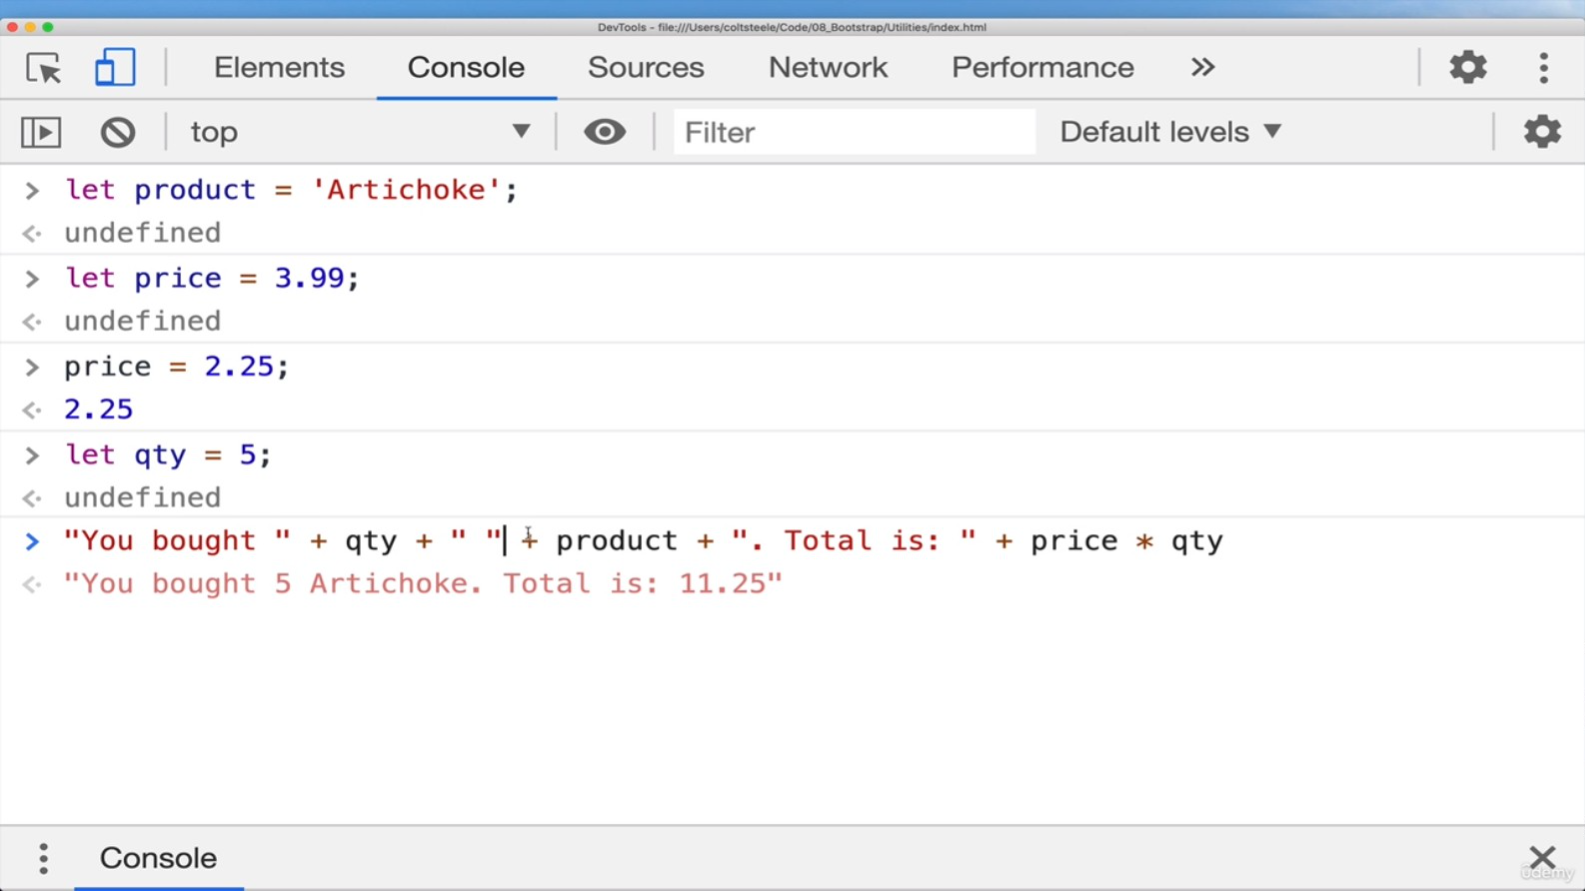 DevTools - file:///Users/coltsteele/Code/08_Bootstrap/Utilities/index.html
Elements Console Sources Network Performance »
top Filter Default levels
> let product = 'Artichoke';
undefined
> let price = 3.99;
undefined
> price = 2.25;
2.25
> let qty = 5;
undefined
> "You bought " + qty + " " + product + ". Total is: " + price * qty
"You bought 5 Artichoke. Total is: 11.25"
Console
udemy